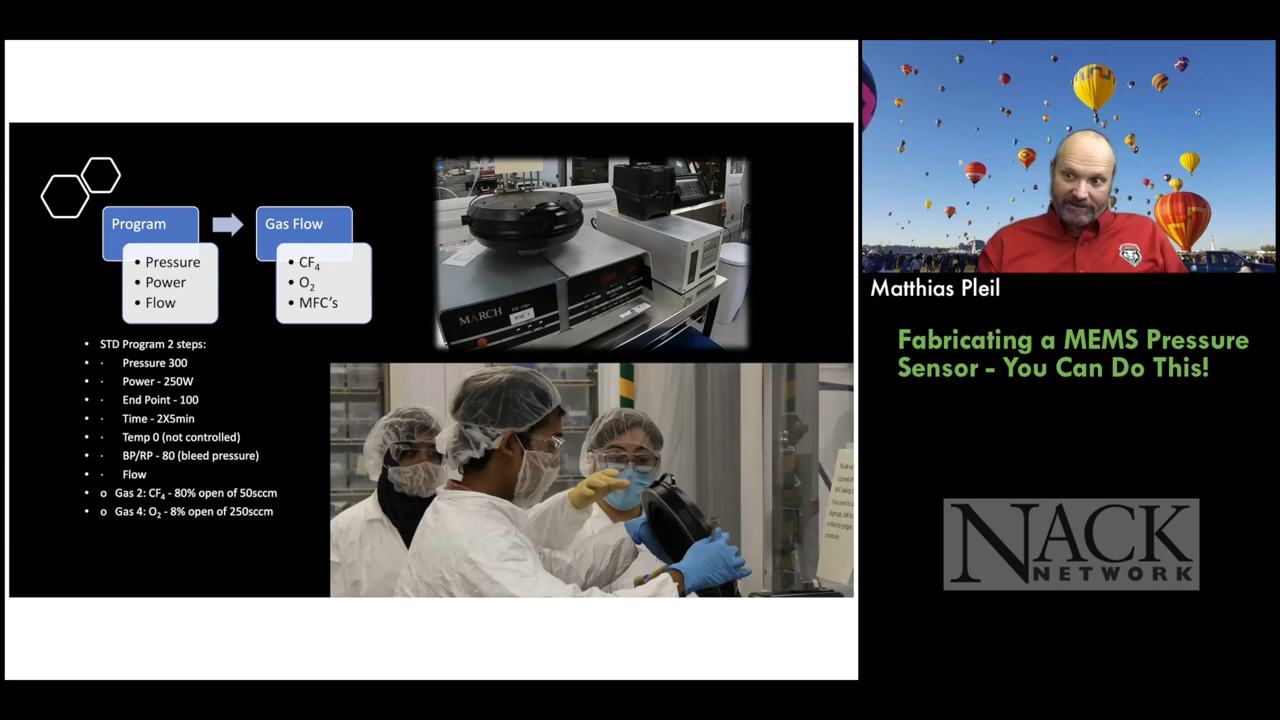 Program
• Pressure
• Power
• Flow
Gas Flow
• CF4
• O2
• MFC's
• STD Program 2 steps:
• · Pressure 300
• · Power - 250W
• · End Point - 100
• · Time - 2X5min
• · Temp 0 (not controlled)
• · BP/RP - 80 (bleed pressure)
• · Flow
• o Gas 2: CF4 - 80% open of 50sccm
• o Gas 4: O2 - 8% open of 250sccm
MARCH
Matthias Pleil
Fabricating a MEMS Pressure
Sensor - You Can Do This!
NACK
NETWORK